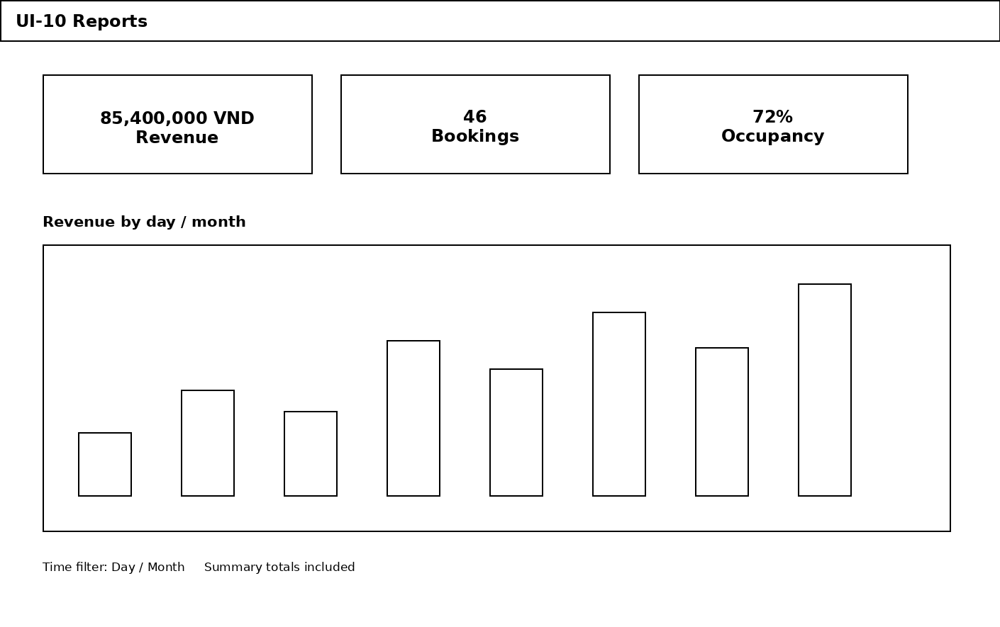 UI-10 Reports
85,400,000 VND
Revenue
46
Bookings
72%
Occupancy
Revenue by day / month
Time filter: Day / Month Summary totals included